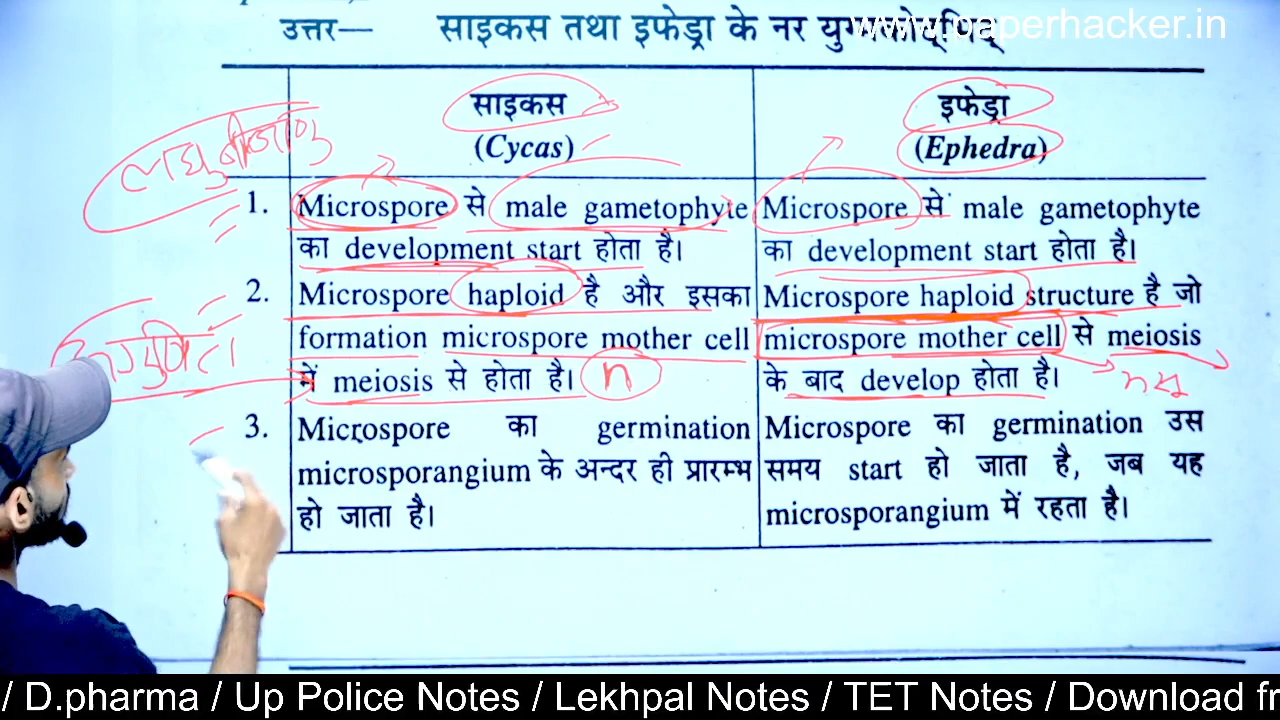 www.paperhacker.in
उत्तर— साइकस तथा इफेड्रा के नर युग्मकोद्भिद्
साइकस
(Cycas)
इफेड्रा
(Ephedra)
लघुबीजाणु
1. Microspore से male gametophyte
का development start होता है।
Microspore से male gametophyte
का development start होता है।
2. Microspore haploid है और इसका
formation microspore mother cell
में meiosis से होता है। n
Microspore haploid structure है जो
microspore mother cell से meiosis
के बाद develop होता है।
3. Microspore का germination
microsporangium के अन्दर ही प्रारम्भ
हो जाता है।
Microspore का germination उस
समय start हो जाता है, जब यह
microsporangium में रहता है।
/ D.pharma / Up Police Notes / Lekhpal Notes / TET Notes / Download fr